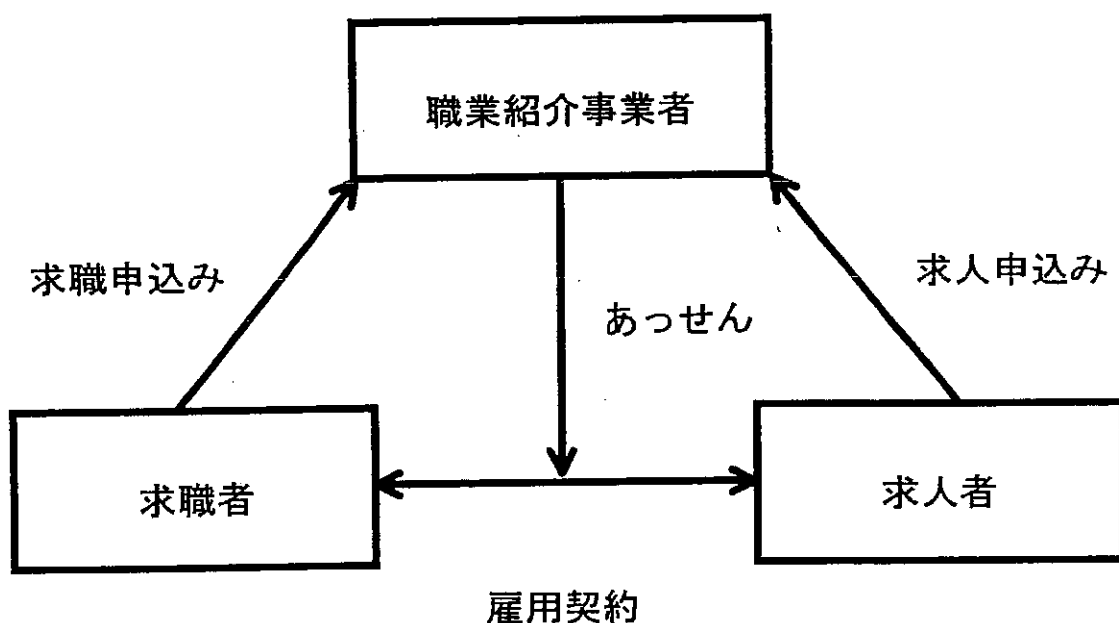 職業紹介事業者
求職申込み
求人申込み
あっせん
求職者
求人者
雇用契約